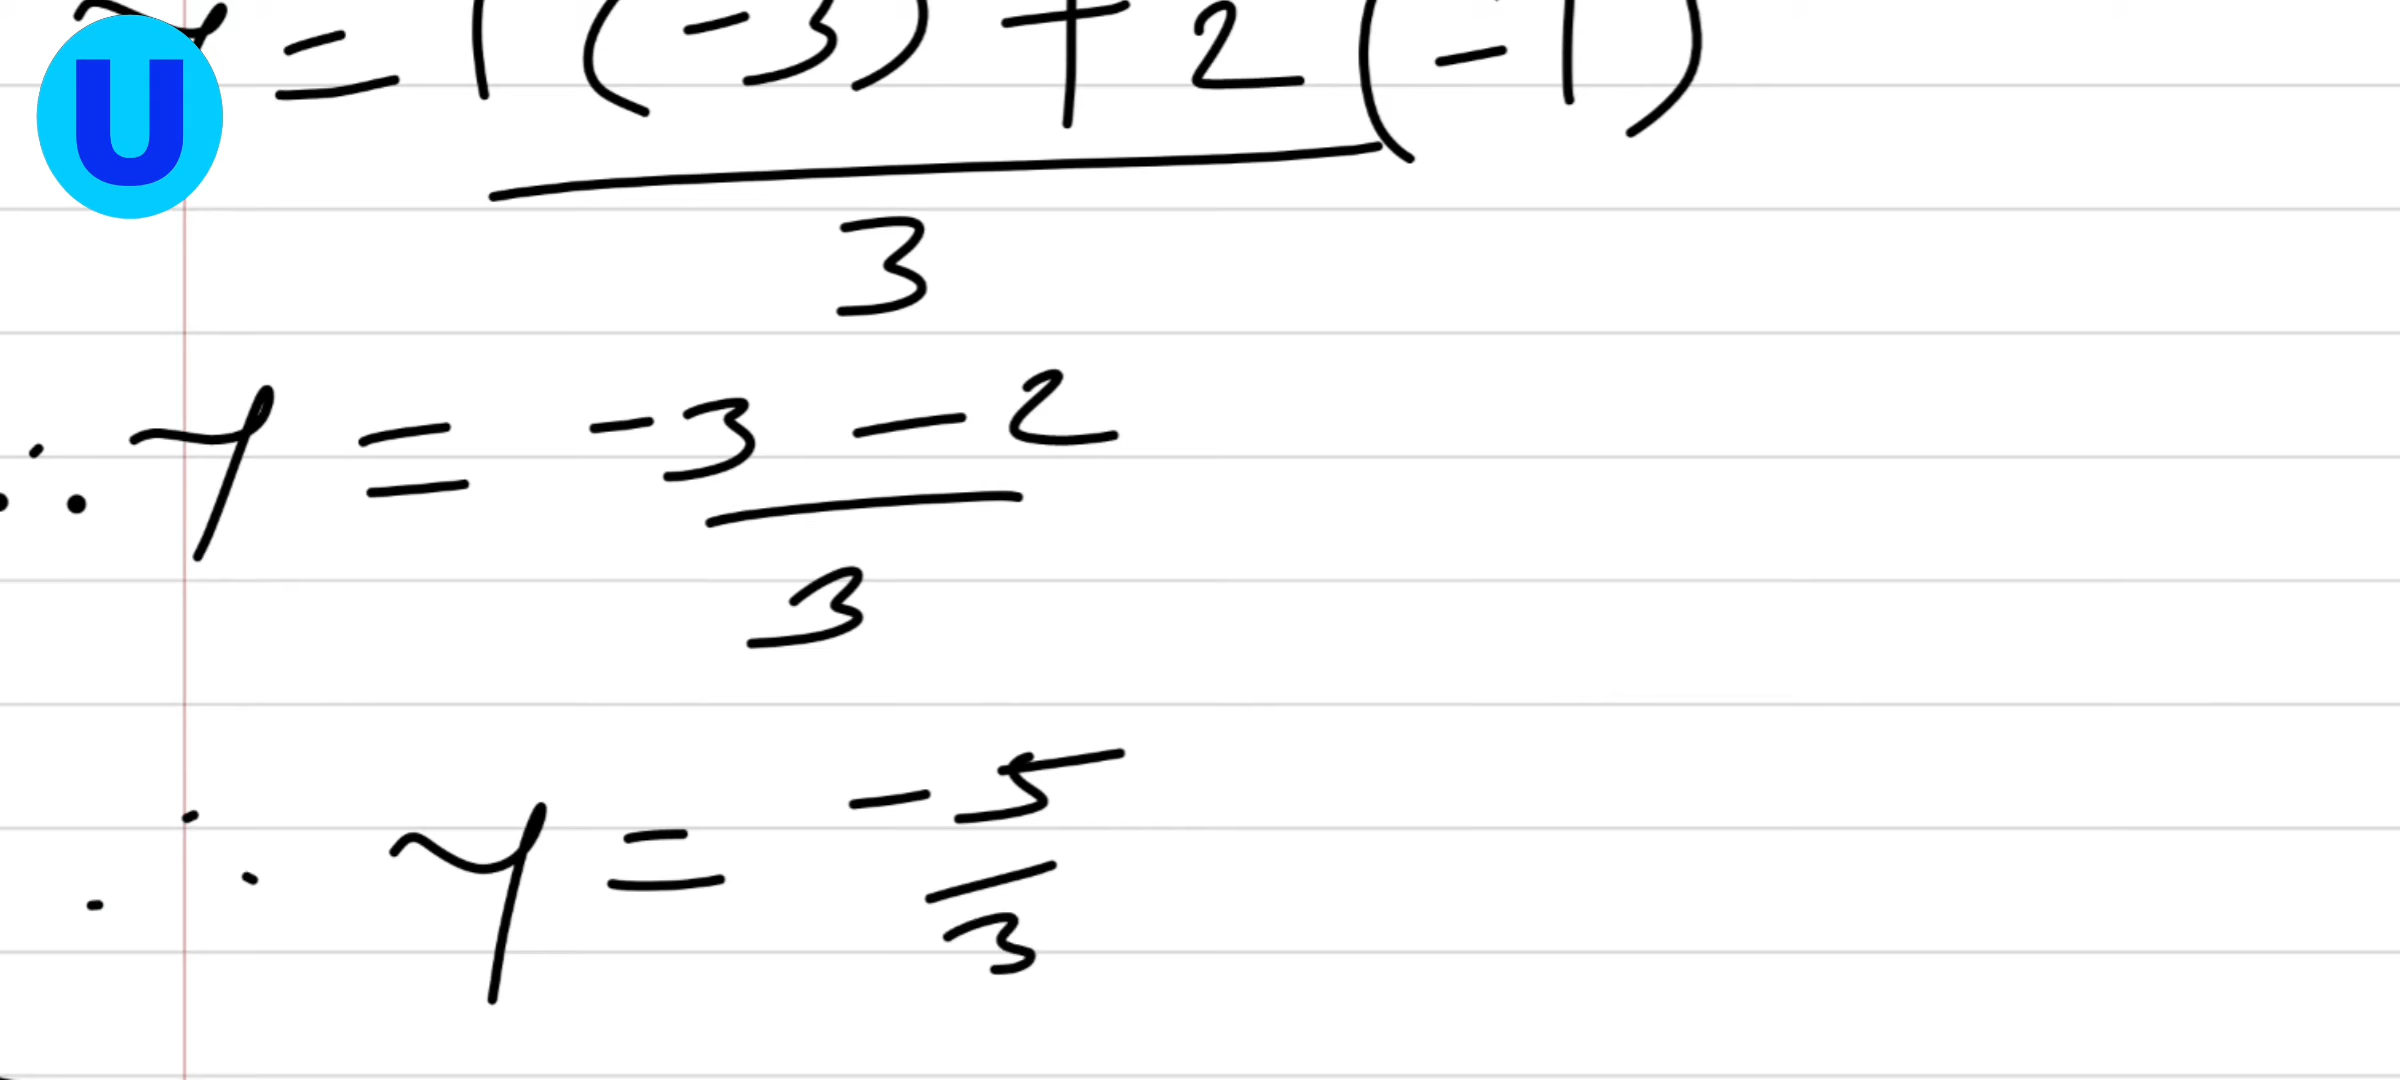 U
y = 1(-3) + 2(-1)
3
∴ y = -3 - 2
3
∴ y = -5
3